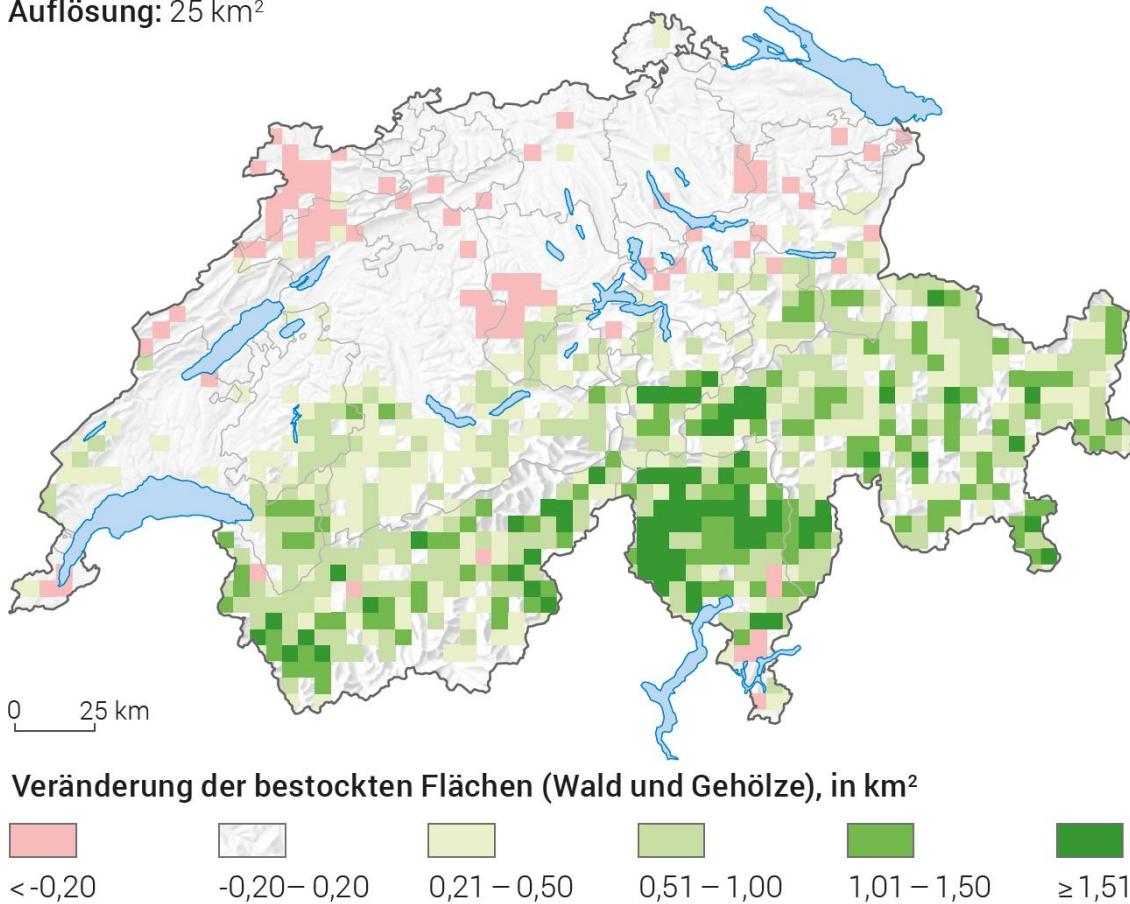 Auflösung: 25 km²
0 25 km
Veränderung der bestockten Flächen (Wald und Gehölze), in km²
< -0,20 -0,20 – 0,20 0,21 – 0,50 0,51 – 1,00 1,01 – 1,50 ≥ 1,51